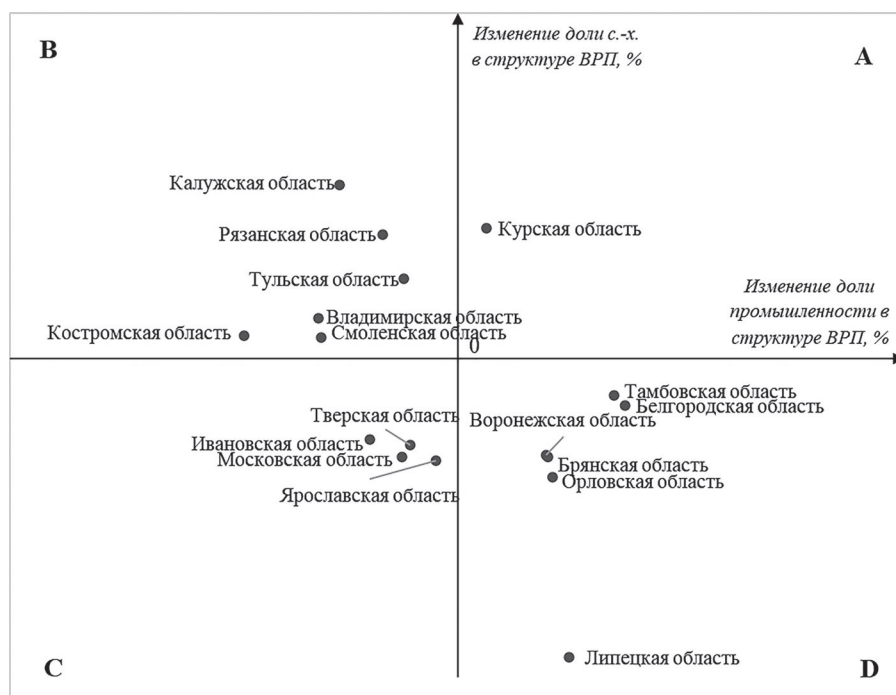 B
Изменение доли с.-х.
в структуре ВРП, %
A
Калужская область
Рязанская область
Курская область
Тульская область
Изменение доли
промышленности в
структуре ВРП, %
Владимирская область
Костромская область
Смоленская область
0
Тамбовская область
Белгородская область
Тверская область
Воронежская область
Ивановская область
Московская область
Брянская область
Орловская область
Ярославская область
C
Липецкая область
D